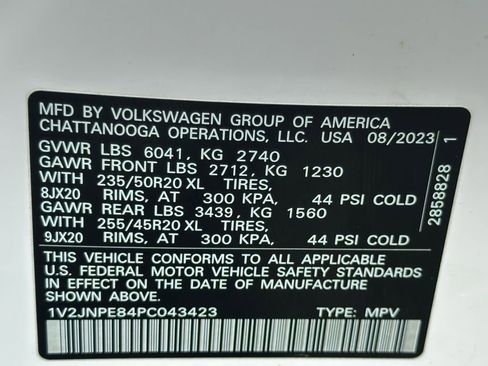 MFD BY VOLKSWAGEN GROUP OF AMERICA
CHATTANOOGA OPERATIONS, LLC. USA 08/2023
GVWR LBS 6041, KG 2740
GAWR FRONT LBS 2712, KG 1230
WITH 235/50R20 XL TIRES,
8JX20 RIMS, AT 300 KPA, 44 PSI COLD
GAWR REAR LBS 3439, KG 1560
WITH 255/45R20 XL TIRES,
9JX20 RIMS, AT 300 KPA, 44 PSI COLD
THIS VEHICLE CONFORMS TO ALL APPLICABLE
U.S. FEDERAL MOTOR VEHICLE SAFETY STANDARDS
IN EFFECT ON THE DATE OF MANUFACTURE
SHOWN ABOVE
1V2JNPE84PC043423 TYPE: MPV
2858828 1